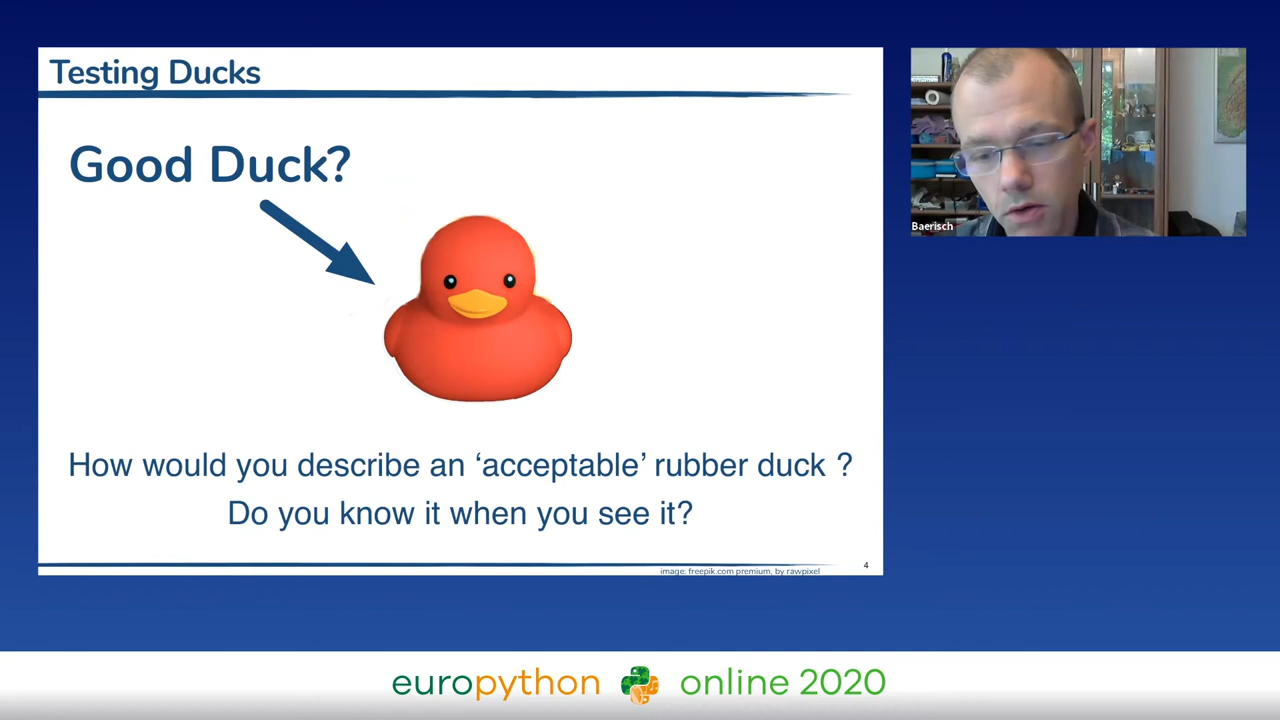 Testing Ducks
Good Duck?
How would you describe an ‘acceptable’ rubber duck ?
Do you know it when you see it?
image: freepik.com premium, by rawpixel
4
Baerisch
europython online 2020